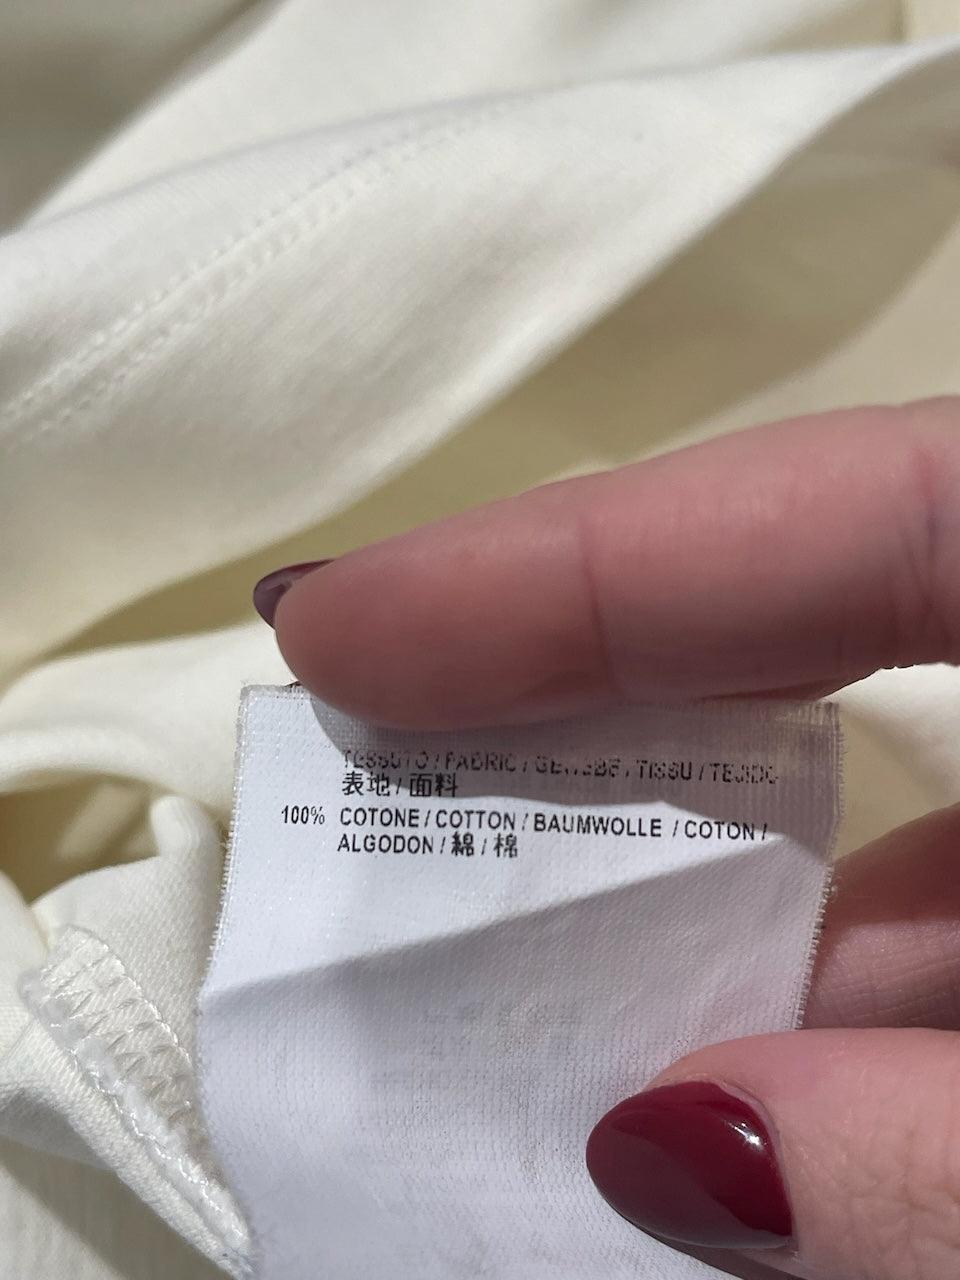 TESSUTO / FABRIC / GEWEBE / TISSU / TEJIDO
表地 / 面料
100% COTONE / COTTON / BAUMWOLLE / COTON /
ALGODON / 綿 / 棉